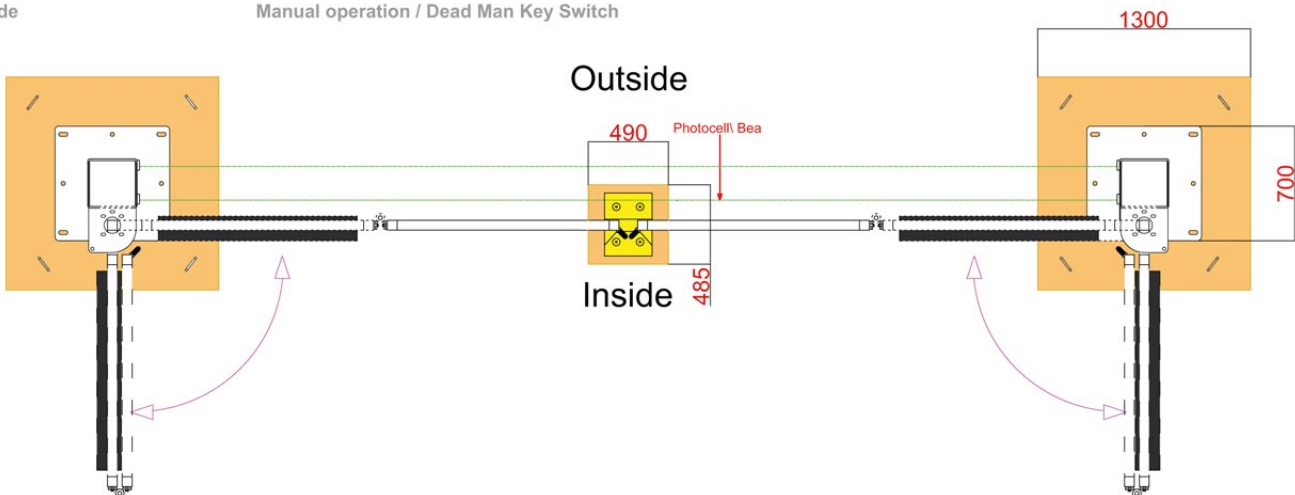 de
Manual operation / Dead Man Key Switch
1300
Outside
490
Photocell\ Bea
700
485
Inside